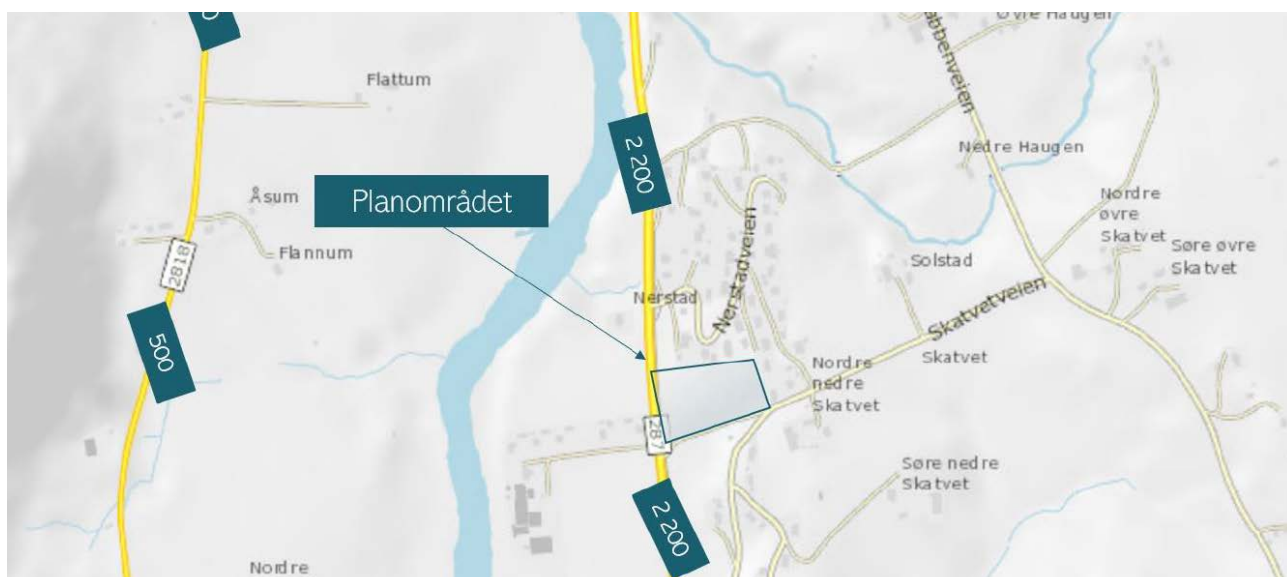 Øvre Haugen
abbenveien
Flattum
2 200
Nedre Haugen
Planområdet
Åsum
Nordre
øvre
Skatvet
Flannum
Søre øvre
Skatvet
2818
Solstad
Nerstadveien
Nerstad
Skatvetveien
500
Skatvet
Nordre
nedre
Skatvet
287
Søre nedre
Skatvet
2 200
Nordre